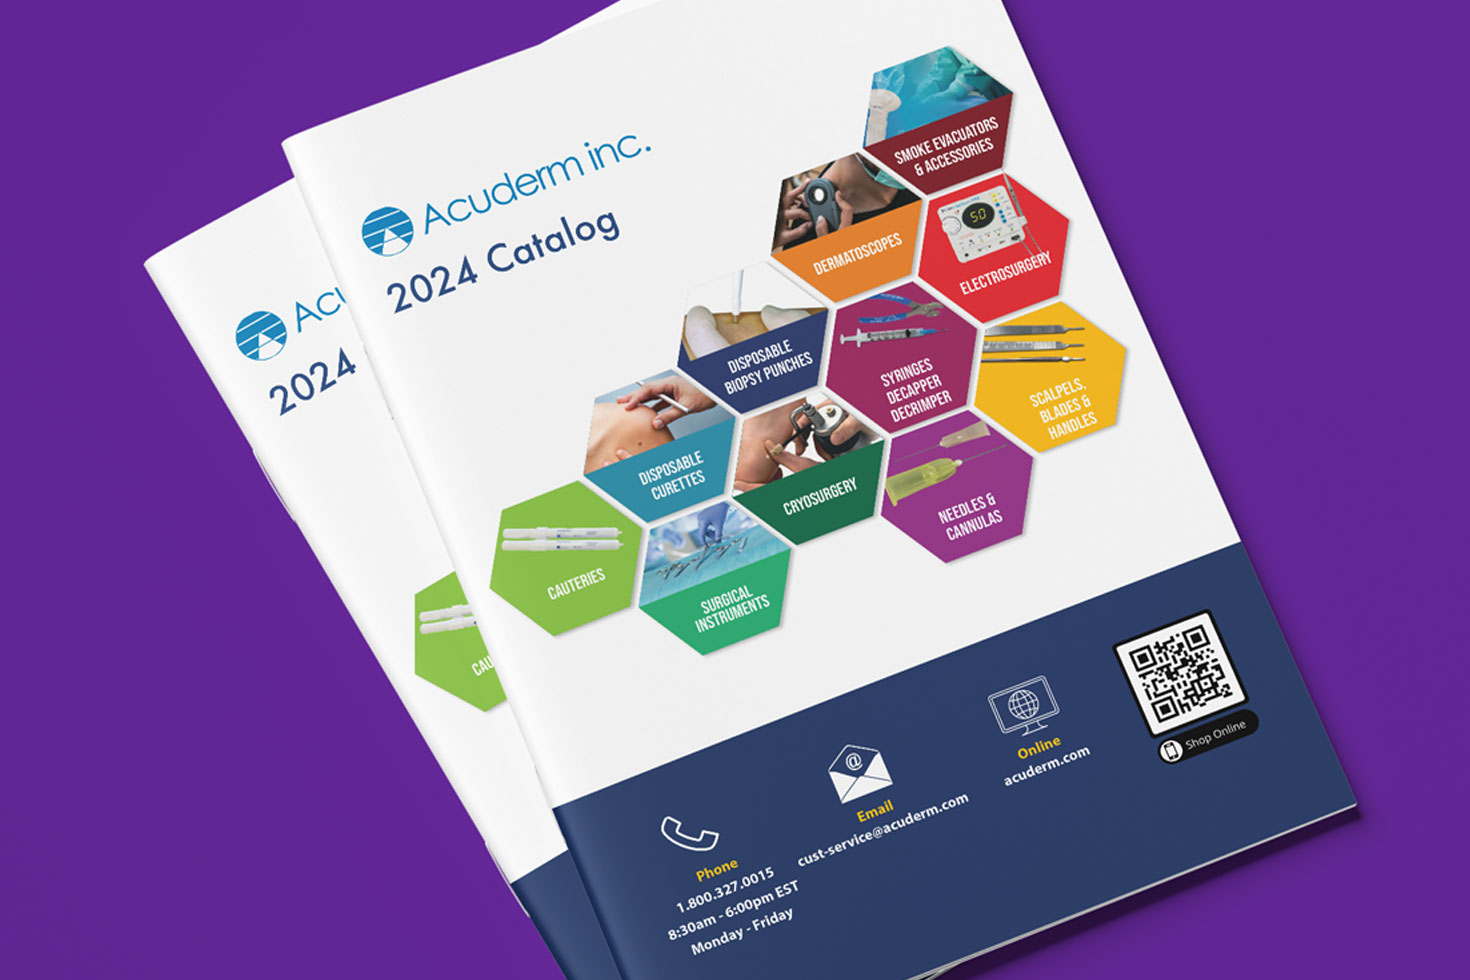 Acuderm inc.
2024 Catalog
SMOKE EVACUATORS
& ACCESSORIES
DERMATOSCOPES
50
ELECTROSURGERY
DISPOSABLE
BIOPSY PUNCHES
SYRINGES
DECAPPER
DECRIMPER
SCALPELS,
BLADES &
HANDLES
DISPOSABLE
CURETTES
CRYOSURGERY
NEEDLES &
CANNULAS
CAUTERIES
SURGICAL
INSTRUMENTS
Phone
1.800.327.0015
8:30am - 6:00pm EST
Monday - Friday
@
Email
cust-service@acuderm.com
Online
acuderm.com
Shop Online
Acu
2024
CAU